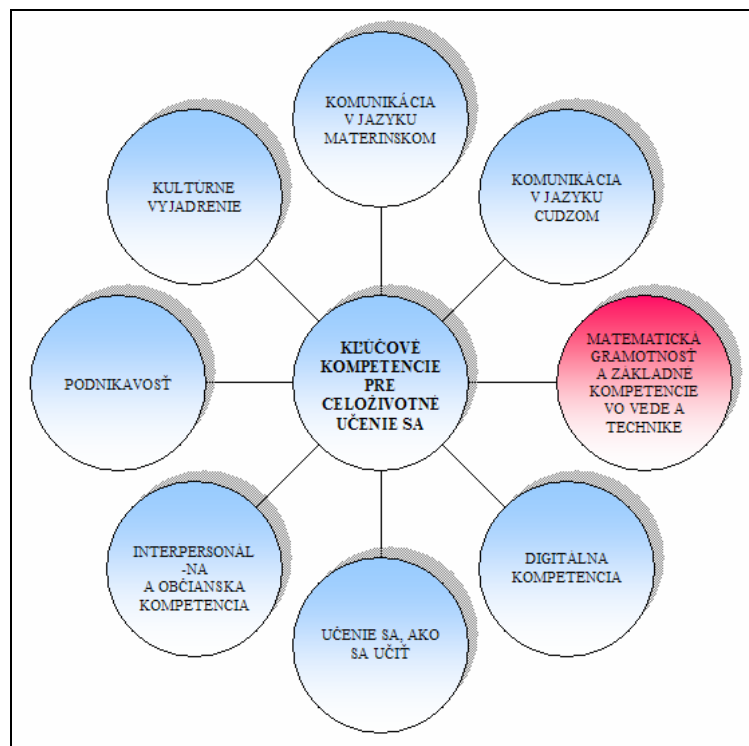 KOMUNIKÁCIA
V JAZYKU
MATERINSKOM
KOMUNIKÁCIA
V JAZYKU
CUDZOM
MATEMATICKÁ
GRAMOTNOSŤ
A ZÁKLADNÉ
KOMPETENCIE
VO VEDE A
TECHNIKE
DIGITÁLNA
KOMPETENCIA
UČENIE SA, AKO
SA UČIŤ
INTERPERSONÁL
-NA
A OBČIANSKA
KOMPETENCIA
PODNIKAVOSŤ
KULTÚRNE
VYJADRENIE
KĽÚČOVÉ
KOMPETENCIE
PRE
CELOŽIVOTNÉ
UČENIE SA